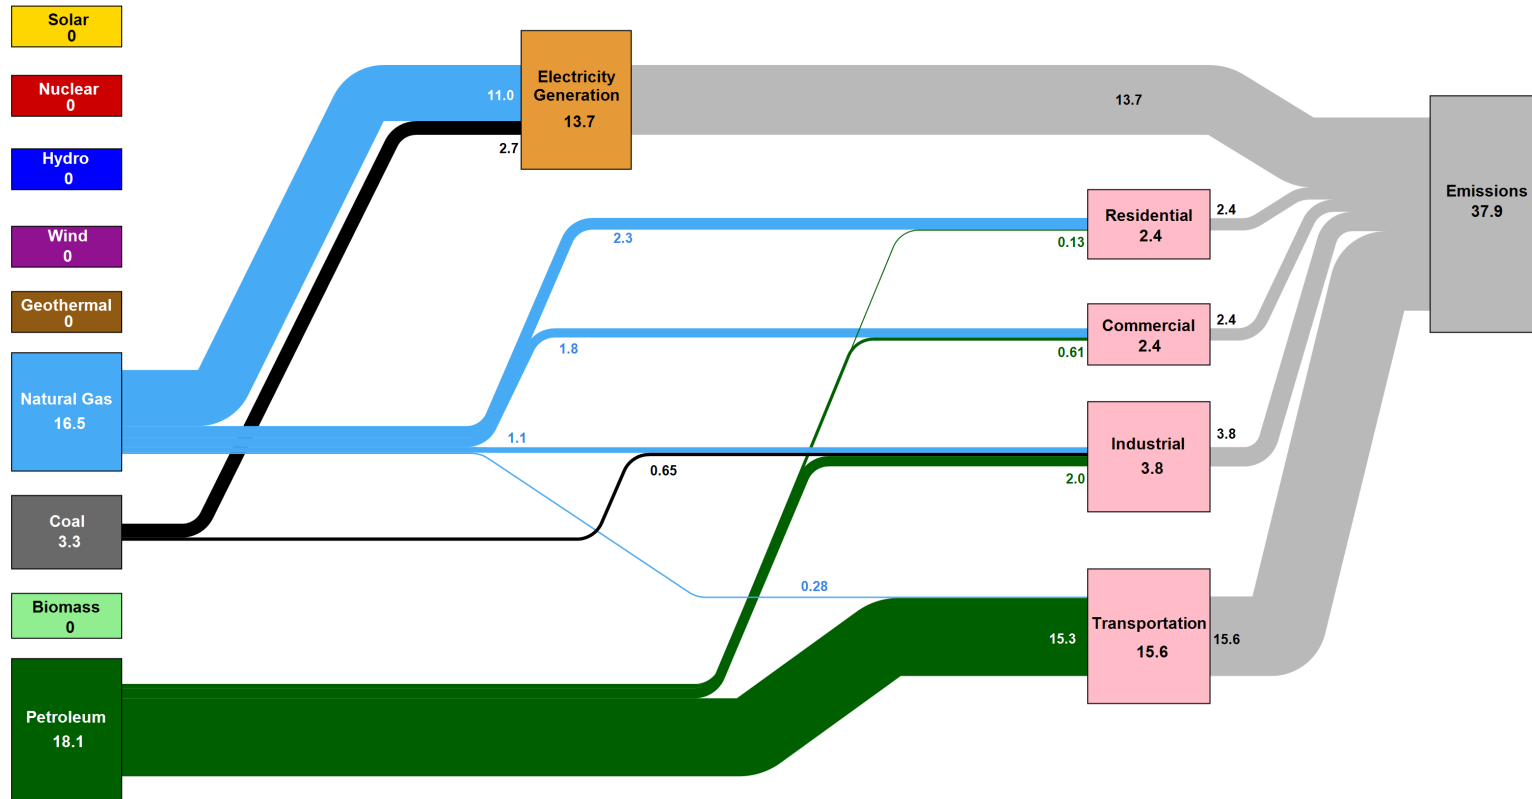 Solar
0
Nuclear
0
Hydro
0
Wind
0
Geothermal
0
Natural Gas
16.5
Coal
3.3
Biomass
0
Petroleum
18.1
11.0
2.7
Electricity
Generation
13.7
13.7
2.3
0.13
Residential
2.4
2.4
1.8
0.61
Commercial
2.4
2.4
1.1
0.65
2.0
Industrial
3.8
3.8
0.28
15.3
Transportation
15.6
15.6
Emissions
37.9